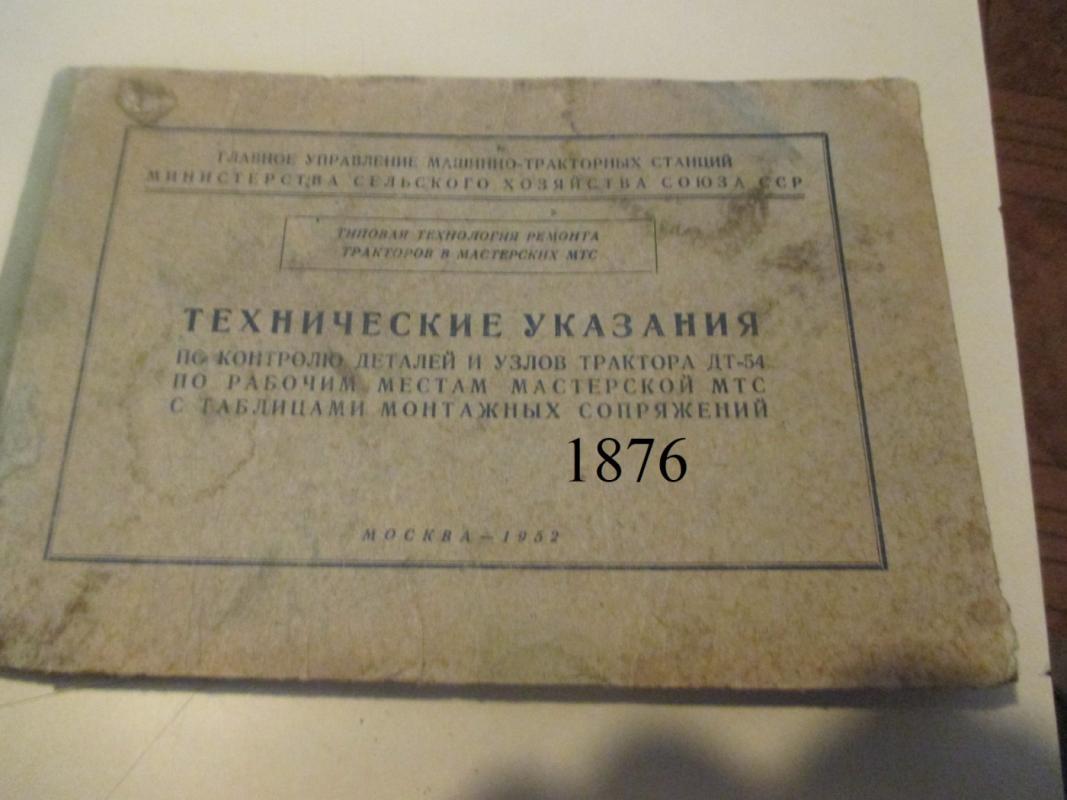 ГЛАВНОЕ УПРАВЛЕНИЕ МАШИННО-ТРАКТОРНЫХ СТАНЦИЙ
МИНИСТЕРСТВА СЕЛЬСКОГО ХОЗЯЙСТВА СОЮЗА ССР
ТИПОВАЯ ТЕХНОЛОГИЯ РЕМОНТА
ТРАКТОРОВ В МАСТЕРСКИХ МТС
ТЕХНИЧЕСКИЕ УКАЗАНИЯ
ПО КОНТРОЛЮ ДЕТАЛЕЙ И УЗЛОВ ТРАКТОРА ДТ-54
ПО РАБОЧИМ МЕСТАМ МАСТЕРСКОЙ МТС
С ТАБЛИЦАМИ МОНТАЖНЫХ СОПРЯЖЕНИЙ
1876
МОСКВА — 1952